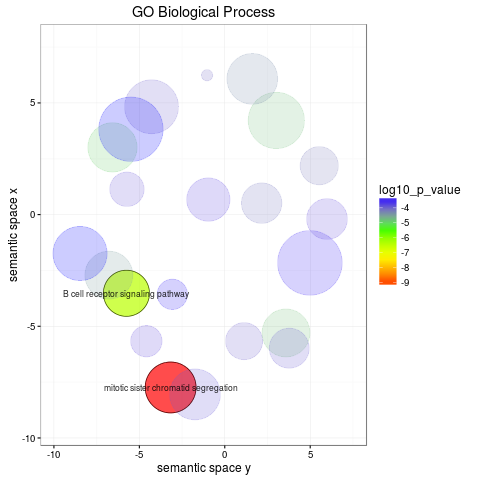 GO Biological Process
semantic space x
5
0
-5
-10
B cell receptor signaling pathway
mitotic sister chromatid segregation
-10
-5
0
5
semantic space y
log10_p_value
-4
-5
-6
-7
-8
-9